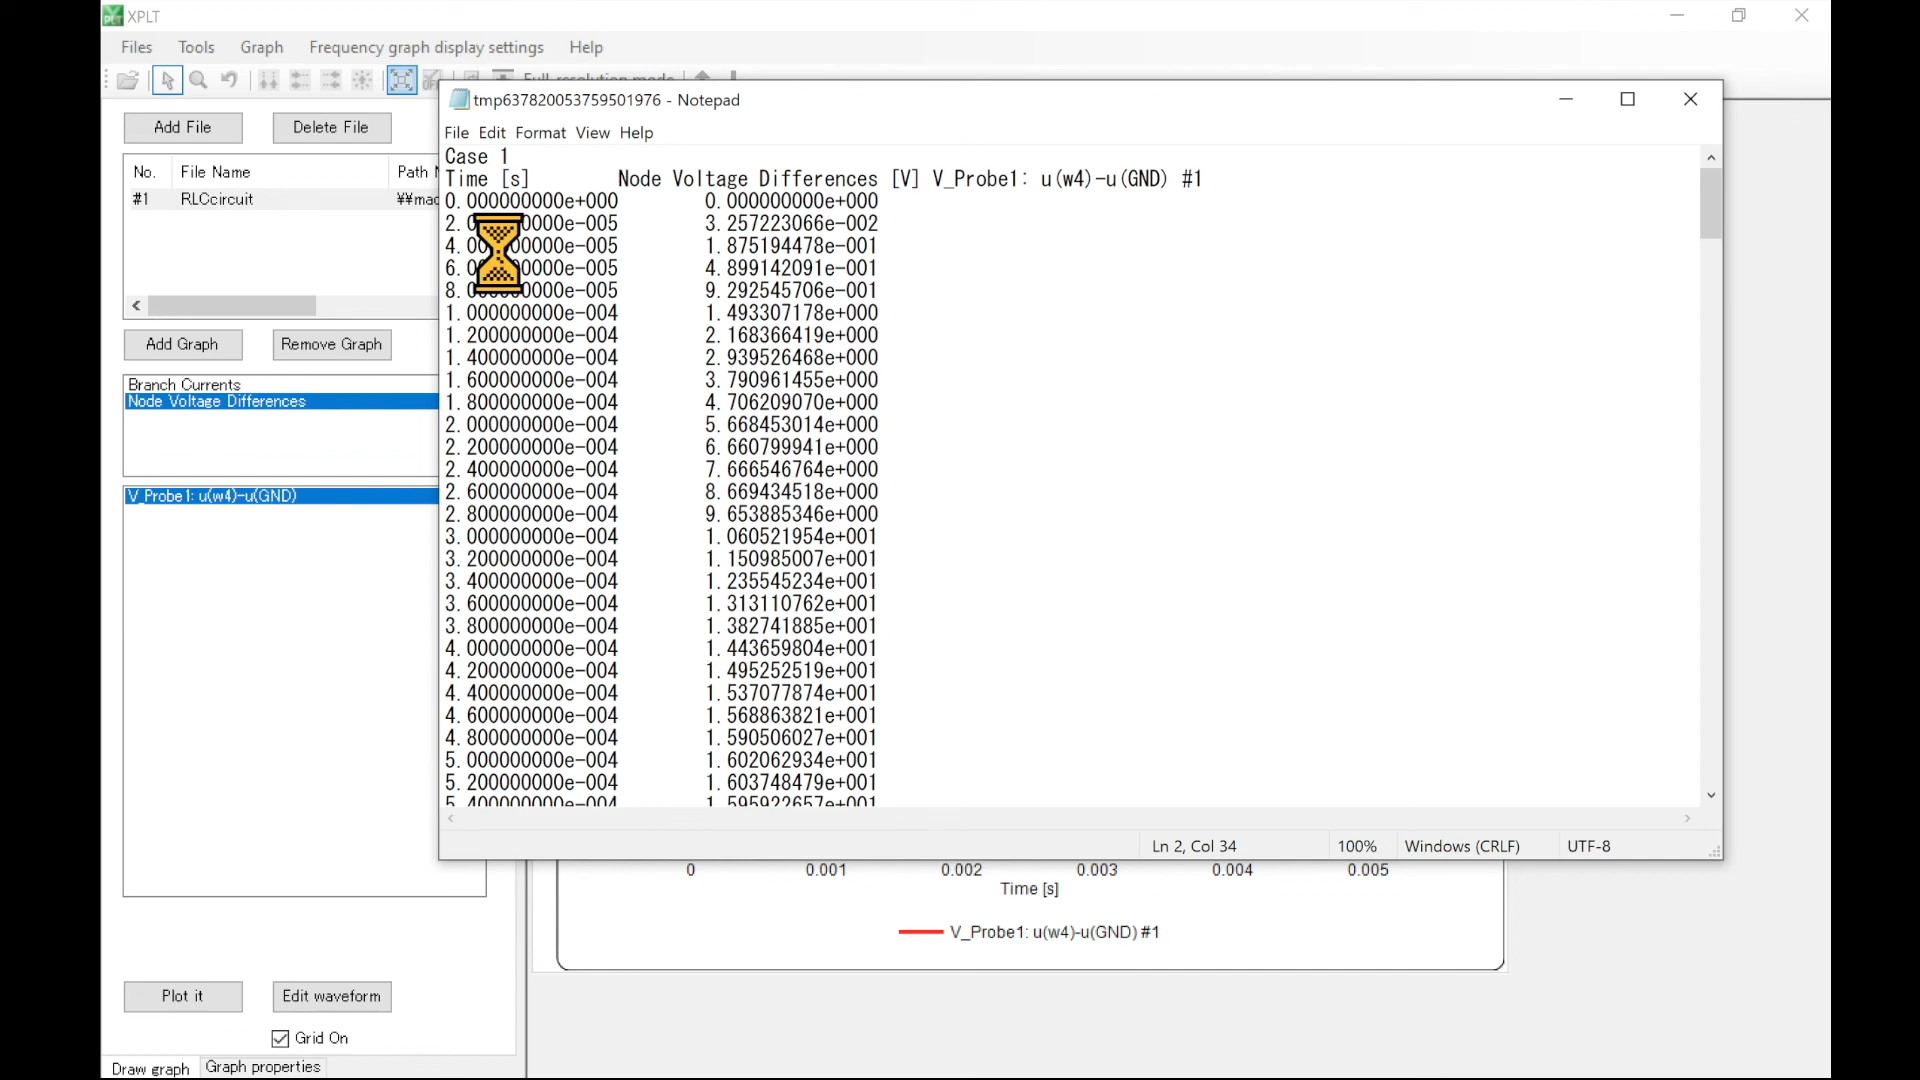 XPLT
Files Tools Graph Frequency graph display settings Help
tmp637820053759501976 - Notepad
File Edit Format View Help
Add File Delete File
No. File Name Path
#1 RLCcircuit
Add Graph Remove Graph
Branch Currents
Node Voltage Differences
V_Probe1: u(w4)-u(GND)
Case 1
Time [s] Node Voltage Differences [V] V_Probe1: u(w4)-u(GND) #1
0.000000000e+000 0.000000000e+000
3.257223066e-002
1.875194478e-001
4.899142091e-001
9.292545706e-001
1.000000000e-004 1.493307178e+000
1.200000000e-004 2.168366419e+000
1.400000000e-004 2.939526468e+000
1.600000000e-004 3.790961455e+000
1.800000000e-004 4.706209070e+000
2.000000000e-004 5.668453014e+000
2.200000000e-004 6.660799941e+000
2.400000000e-004 7.666546764e+000
2.600000000e-004 8.669434518e+000
2.800000000e-004 9.653885346e+000
3.000000000e-004 1.060521954e+001
3.200000000e-004 1.150985007e+001
3.400000000e-004 1.235545234e+001
3.600000000e-004 1.313110762e+001
3.800000000e-004 1.382741885e+001
4.000000000e-004 1.443659804e+001
4.200000000e-004 1.495252519e+001
4.400000000e-004 1.537077874e+001
4.600000000e-004 1.568863821e+001
4.800000000e-004 1.590506027e+001
5.000000000e-004 1.602062934e+001
5.200000000e-004 1.603748479e+001
5.400000000e-004 1.595922657e+001
Ln 2, Col 34 100% Windows (CRLF) UTF-8
0 0.001 0.002 0.003 0.004 0.005
Time [s]
V_Probe1: u(w4)-u(GND) #1
Plot it Edit waveform
Grid On
Draw graph Graph properties